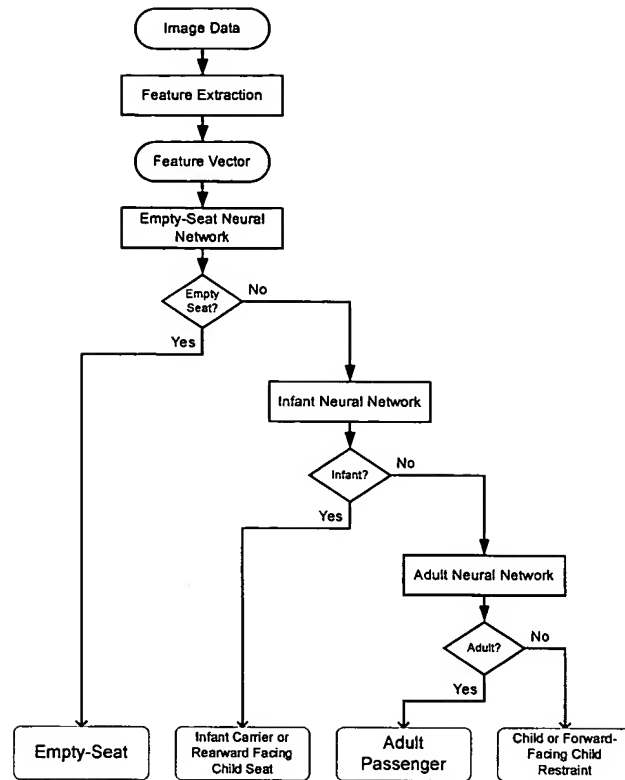 Image Data
Feature Extraction
Feature Vector
Empty-Seat Neural
Network
Empty
Seat?
No
Yes
Infant Neural Network
Infant?
No
Yes
Adult Neural Network
Adult?
No
Yes
Empty-Seat
Infant Carrier or
Rearward Facing
Child Seat
Adult
Passenger
Child or Forward-
Facing Child
Restraint